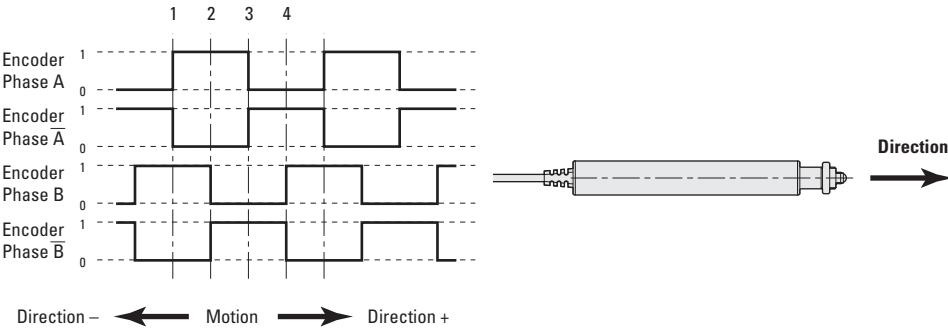 1 2 3 4
Encoder
Phase A
1
0
Encoder
Phase A̅
1
0
Encoder
Phase B
1
0
Encoder
Phase B̅
1
0
Direction
Direction – Motion Direction +